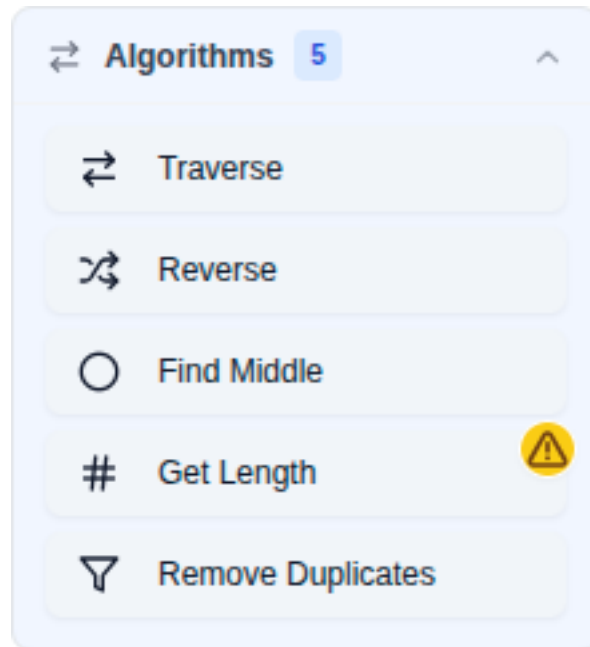 Algorithms 5
Traverse
Reverse
Find Middle
Get Length
Remove Duplicates